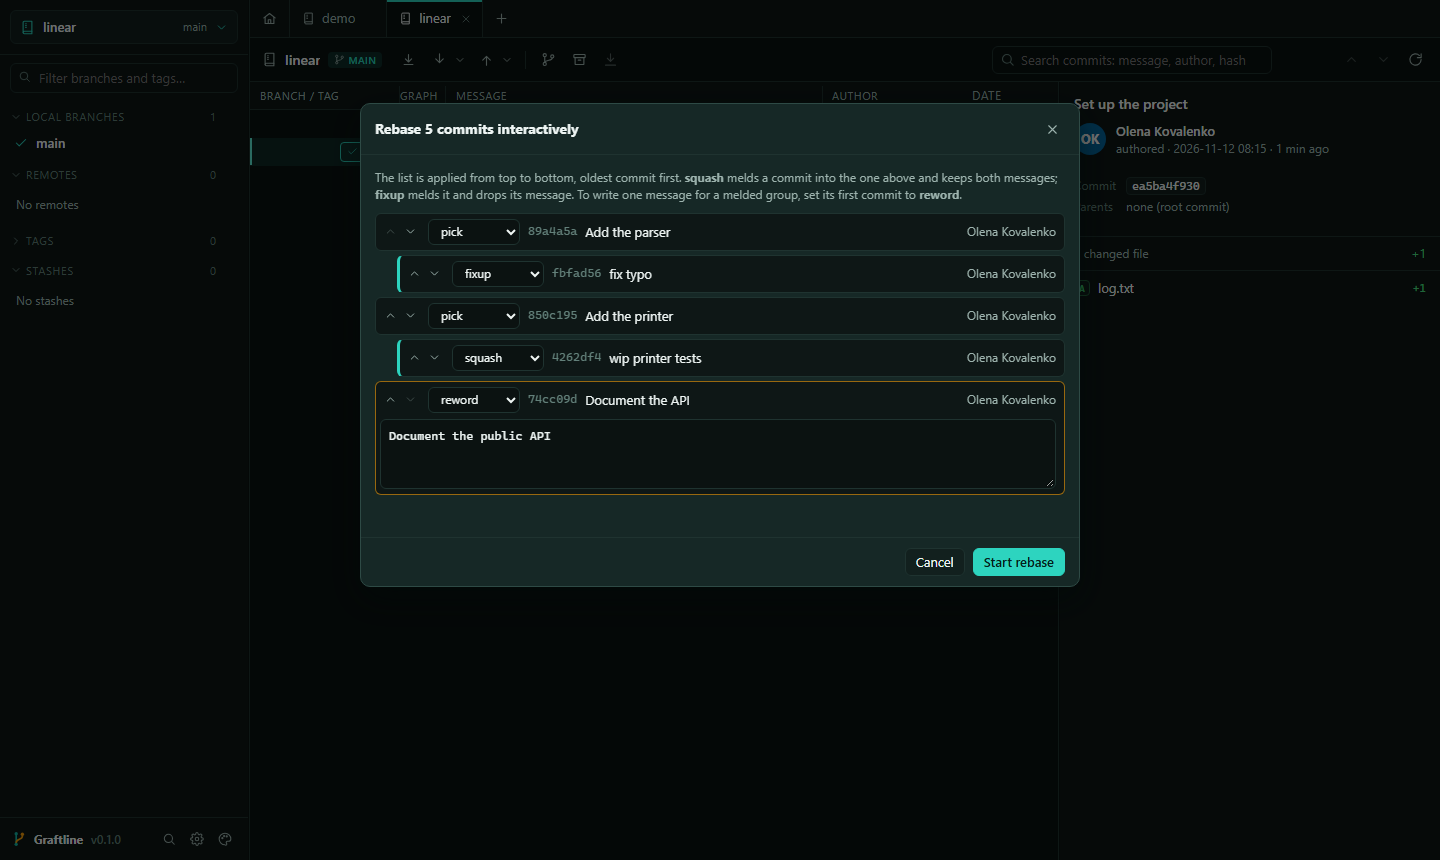 linear
main
demo
linear
Filter branches and tags...
linear
MAIN
Search commits: message, author, hash
LOCAL BRANCHES
1
main
REMOTES
0
No remotes
TAGS
0
STASHES
0
No stashes
BRANCH / TAG
GRAPH
MESSAGE
AUTHOR
DATE
Rebase 5 commits interactively
The list is applied from top to bottom, oldest commit first. squash melds a commit into the one above and keeps both messages;
fixup melds it and drops its message. To write one message for a melded group, set its first commit to reword.
pick
89a4a5a
Add the parser
Olena Kovalenko
fixup
fbfad56
fix typo
Olena Kovalenko
pick
850c195
Add the printer
Olena Kovalenko
squash
4262df4
wip printer tests
Olena Kovalenko
reword
74cc09d
Document the API
Olena Kovalenko
Document the public API
Cancel
Start rebase
Set up the project
OK
Olena Kovalenko
authored · 2026-11-12 08:15 · 1 min ago
ea5ba4f930
none (root commit)
changed file
+1
A
log.txt
+1
Graftline
v0.1.0